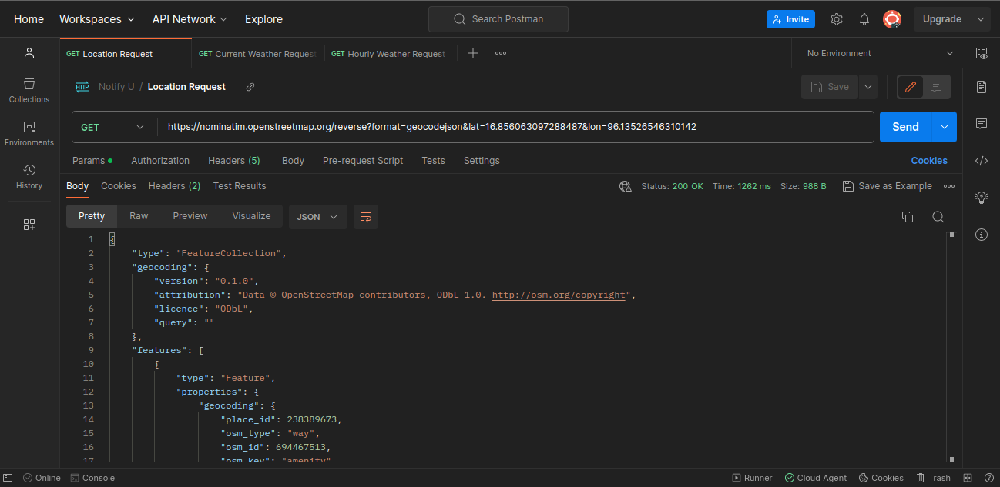 Home Workspaces API Network Explore Search Postman Invite Upgrade
GET Location Request GET Current Weather Request GET Hourly Weather Request No Environment
HTTP Notify U / Location Request Save
GET https://nominatim.openstreetmap.org/reverse?format=geocodejson&lat=16.856063097288487&lon=96.13526546310142 Send
Params Authorization Headers (5) Body Pre-request Script Tests Settings Cookies
Body Cookies Headers (2) Test Results Status: 200 OK Time: 1262 ms Size: 988 B Save as Example
Pretty Raw Preview Visualize JSON
Collections
Environments
History
1 {
2 "type": "FeatureCollection",
3 "geocoding": {
4 "version": "0.1.0",
5 "attribution": "Data © OpenStreetMap contributors, ODbL 1.0. http://osm.org/copyright",
6 "licence": "ODbL",
7 "query": ""
8 },
9 "features": [
10 {
11 "type": "Feature",
12 "properties": {
13 "geocoding": {
14 "place_id": 238389673,
15 "osm_type": "way",
16 "osm_id": 694467513,
17 "osm_key": "amenity"
Online Console Runner Cloud Agent Cookies Trash